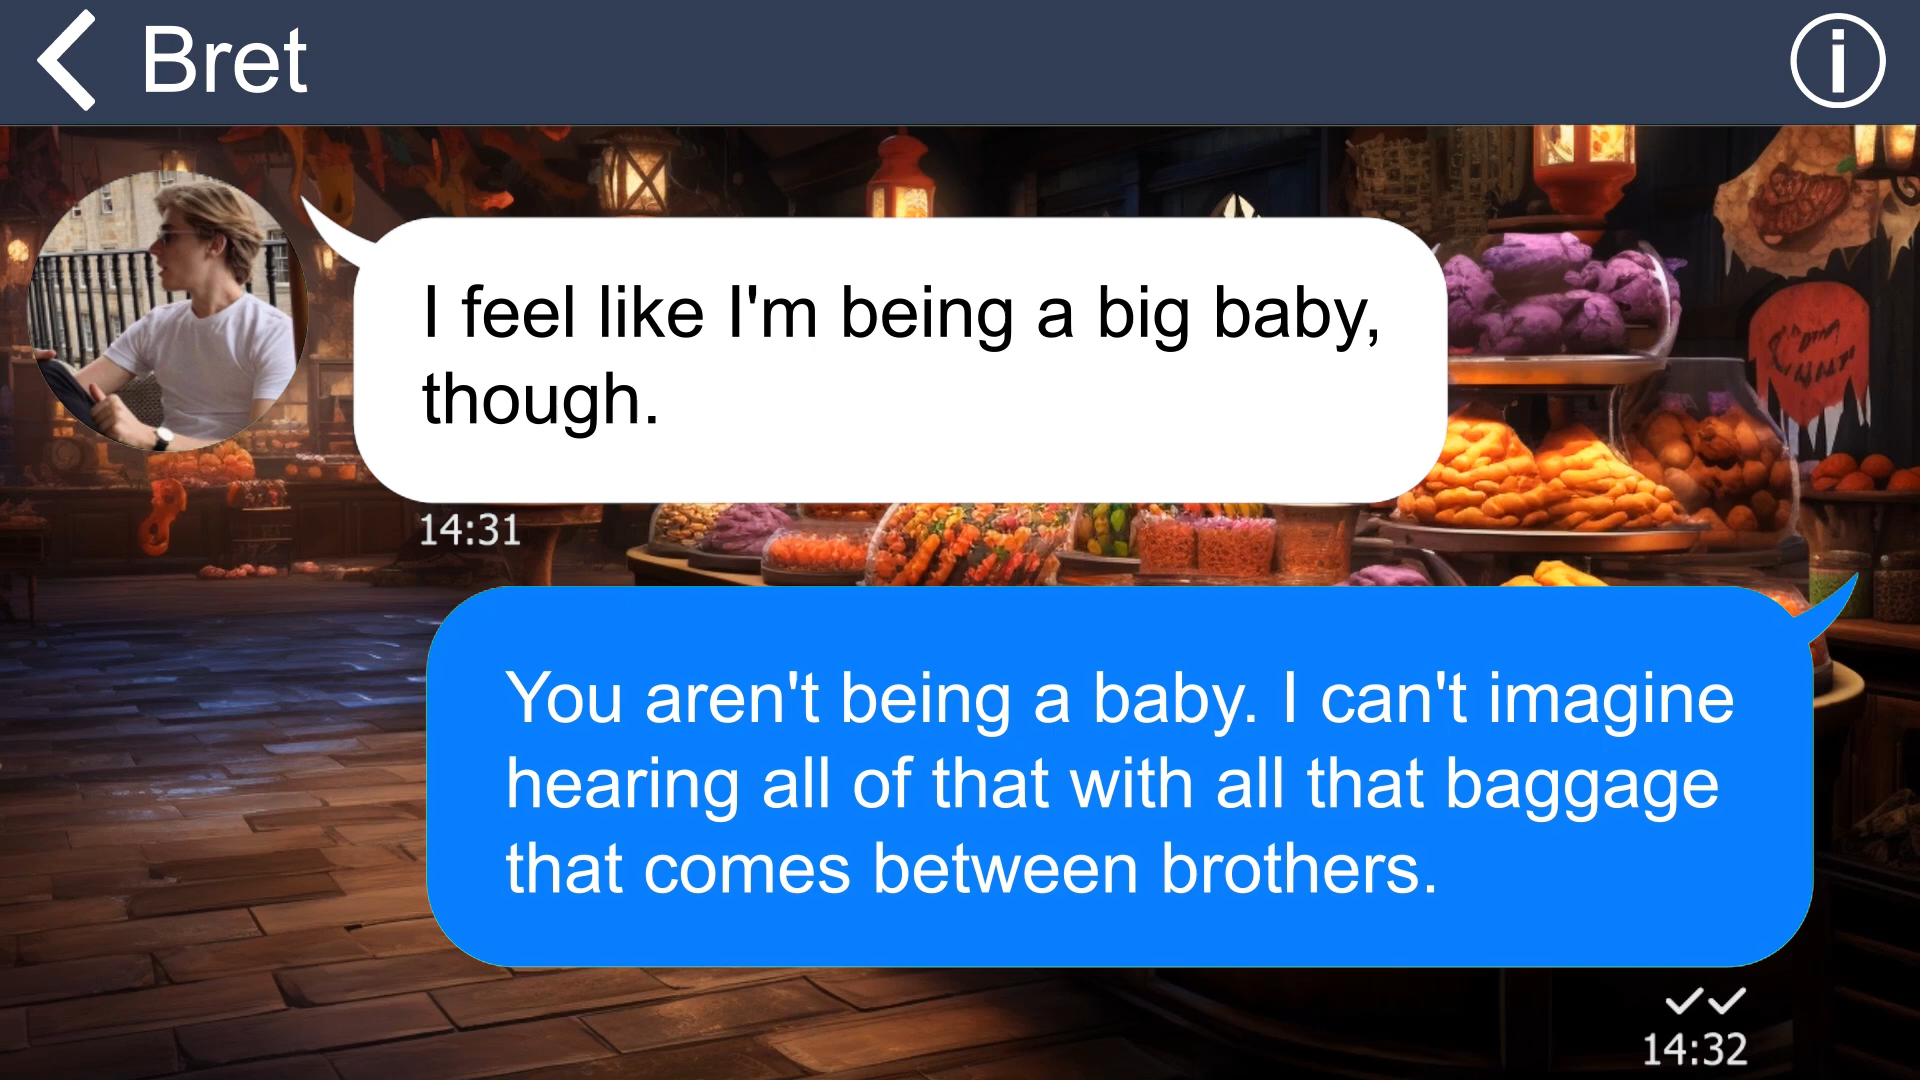 Bret
I feel like I'm being a big baby,
though.
14:31
You aren't being a baby. I can't imagine
hearing all of that with all that baggage
that comes between brothers.
14:32